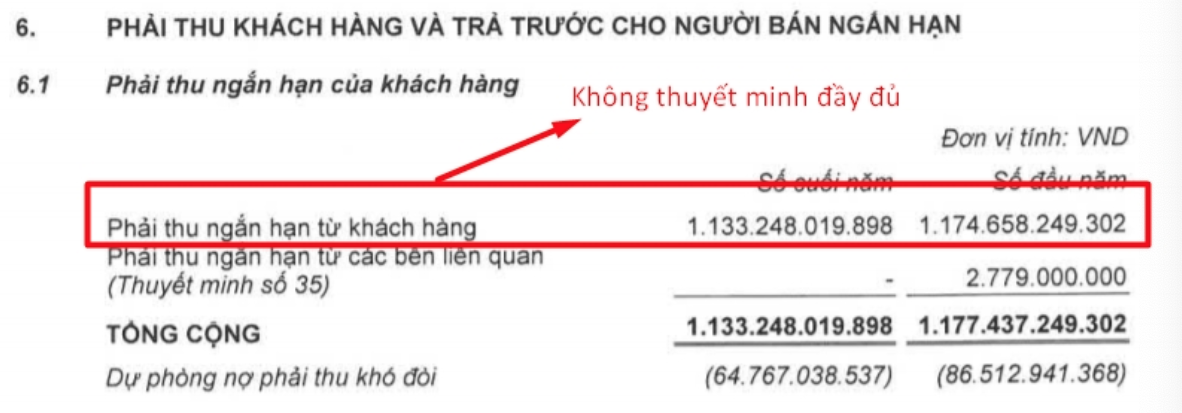 6. PHẢI THU KHÁCH HÀNG VÀ TRẢ TRƯỚC CHO NGƯỜI BÁN NGẮN HẠN
6.1 Phải thu ngắn hạn của khách hàng
Không thuyết minh đầy đủ
Đơn vị tính: VND
Số cuối năm Số đầu năm
Phải thu ngắn hạn từ khách hàng 1.133.248.019.898 1.174.658.249.302
Phải thu ngắn hạn từ các bên liên quan
(Thuyết minh số 35) - 2.779.000.000
TỔNG CỘNG 1.133.248.019.898 1.177.437.249.302
Dự phòng nợ phải thu khó đòi (64.767.038.537) (86.512.941.368)